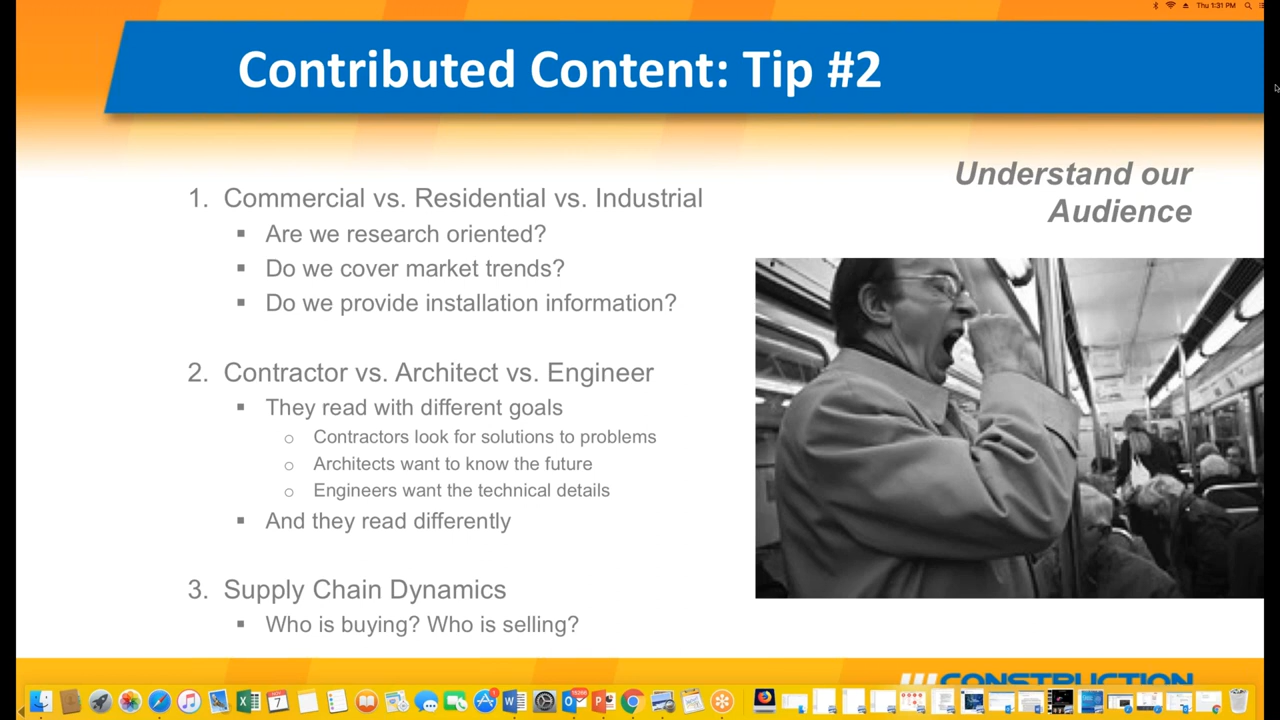 Thu 1:31 PM
Contributed Content: Tip #2
Understand our
Audience
1. Commercial vs. Residential vs. Industrial
▪ Are we research oriented?
▪ Do we cover market trends?
▪ Do we provide installation information?
2. Contractor vs. Architect vs. Engineer
▪ They read with different goals
o Contractors look for solutions to problems
o Architects want to know the future
o Engineers want the technical details
▪ And they read differently
3. Supply Chain Dynamics
▪ Who is buying? Who is selling?
CONSTRUCTION